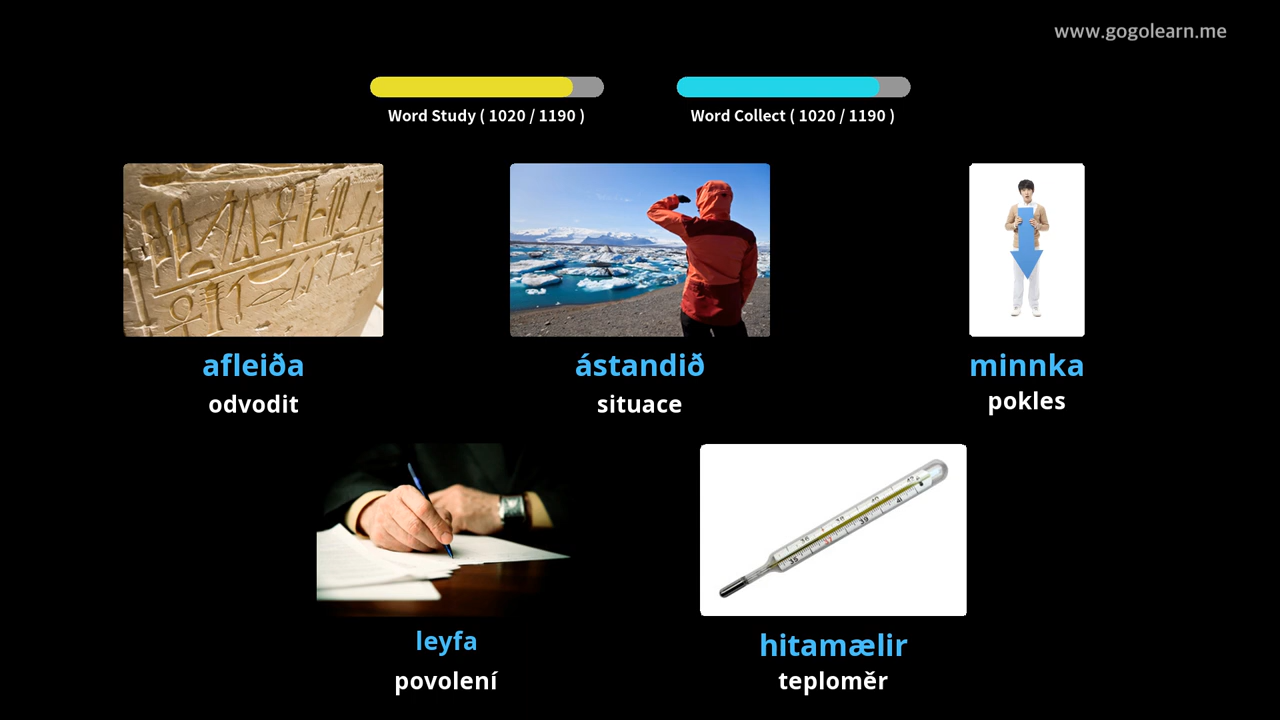 www.gogolearn.me
Word Study ( 1020 / 1190 )
Word Collect ( 1020 / 1190 )
afleiða
odvodit
ástandið
situace
minnka
pokles
leyfa
povolení
hitamælir
teploměr